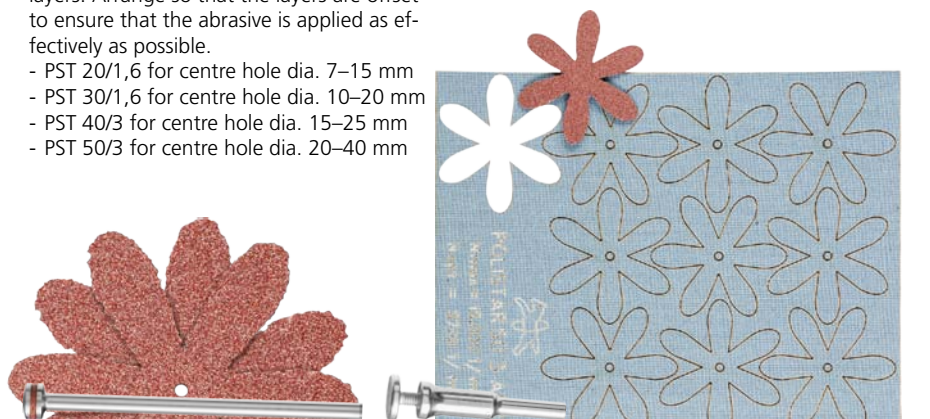 layers. Arrange so that the layers are offset
to ensure that the abrasive is applied as ef-
fectively as possible.
- PST 20/1,6 for centre hole dia. 7–15 mm
- PST 30/1,6 for centre hole dia. 10–20 mm
- PST 40/3 for centre hole dia. 15–25 mm
- PST 50/3 for centre hole dia. 20–40 mm